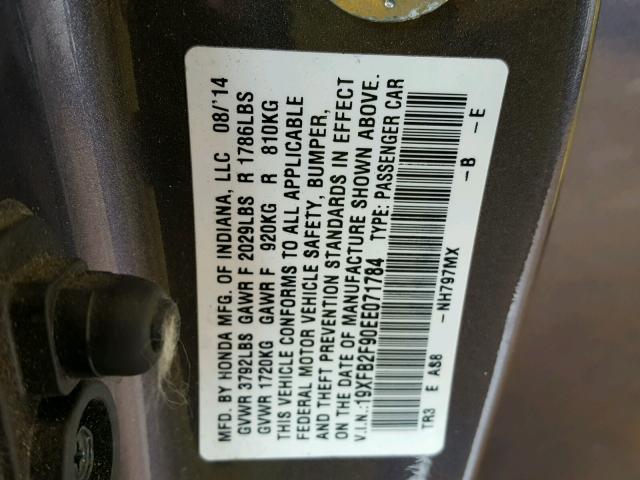 MFD. BY HONDA MFG. OF INDIANA, LLC 08/'14
GVWR 3792LBS GAWR F 2029LBS R 1786LBS
GVWR 1720KG GAWR F 920KG R 810KG
THIS VEHICLE CONFORMS TO ALL APPLICABLE
FEDERAL MOTOR VEHICLE SAFETY, BUMPER,
AND THEFT PREVENTION STANDARDS IN EFFECT
ON THE DATE OF MANUFACTURE SHOWN ABOVE.
V.I.N.:19XFB2F90EE071784 TYPE: PASSENGER CAR
TR3 E AS8 -NH797MX -B -E